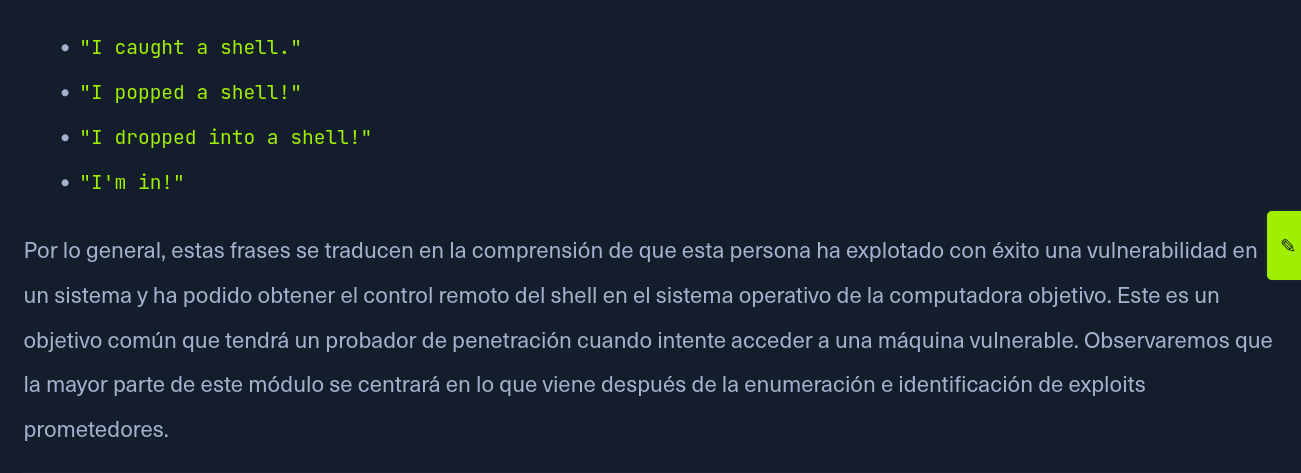 • "I caught a shell."
• "I popped a shell!"
• "I dropped into a shell!"
• "I'm in!"
Por lo general, estas frases se traducen en la comprensión de que esta persona ha explotado con éxito una vulnerabilidad en
un sistema y ha podido obtener el control remoto del shell en el sistema operativo de la computadora objetivo. Este es un
objetivo común que tendrá un probador de penetración cuando intente acceder a una máquina vulnerable. Observaremos que
la mayor parte de este módulo se centrará en lo que viene después de la enumeración e identificación de exploits
prometedores.